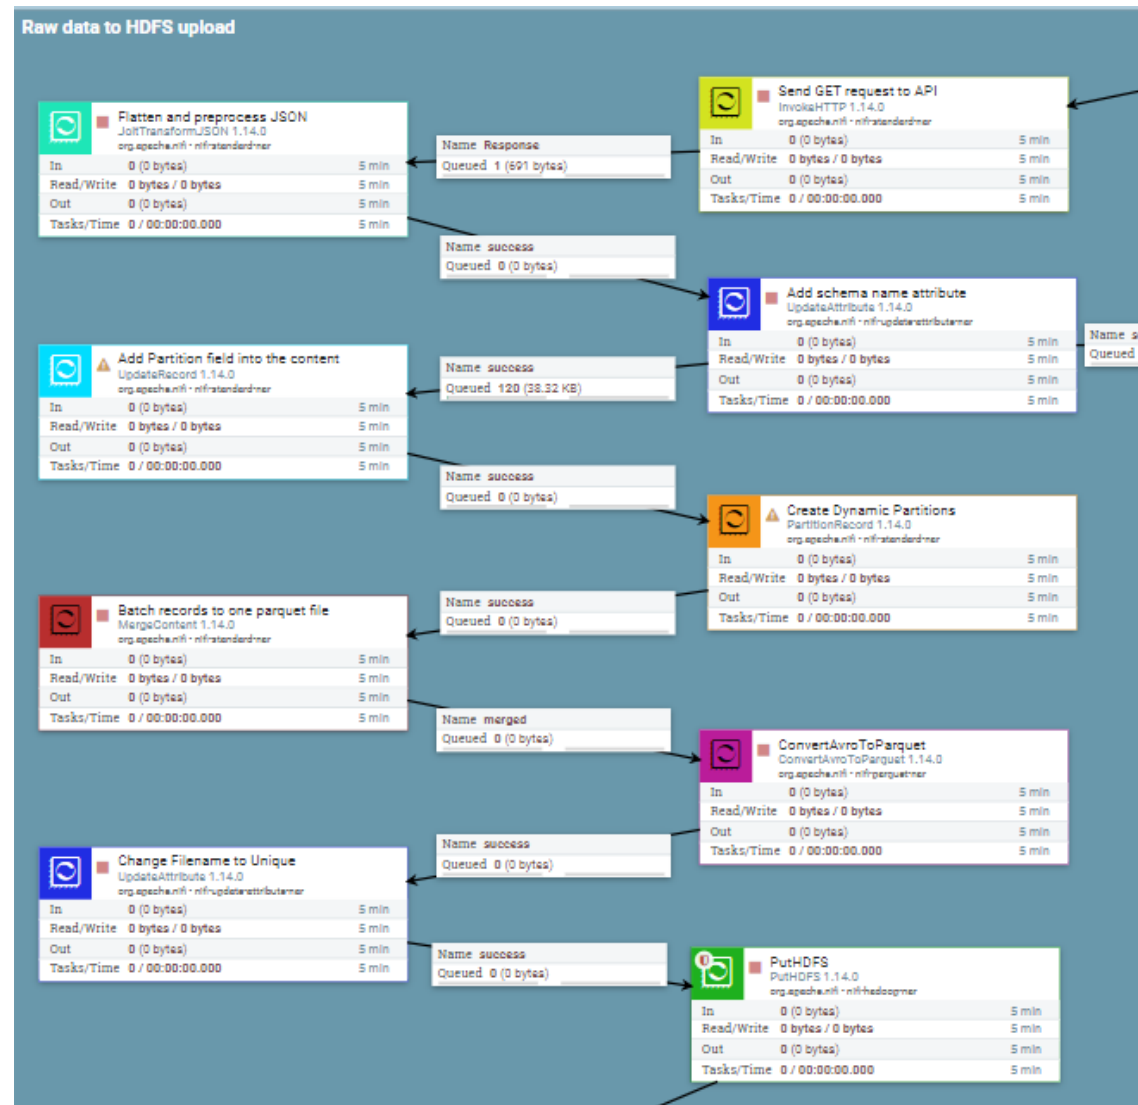 Raw data to HDFS upload
Send GET request to API
InvokeHTTP 1.14.0
org.apache.nifi - nifi-standard-nar
In 0 (0 bytes) 5 min
Read/Write 0 bytes / 0 bytes 5 min
Out 0 (0 bytes) 5 min
Tasks/Time 0 / 00:00:00.000 5 min
Name Response
Queued 1 (691 bytes)
Flatten and preprocess JSON
JoltTransformJSON 1.14.0
org.apache.nifi - nifi-standard-nar
In 0 (0 bytes) 5 min
Read/Write 0 bytes / 0 bytes 5 min
Out 0 (0 bytes) 5 min
Tasks/Time 0 / 00:00:00.000 5 min
Name success
Queued 0 (0 bytes)
Add schema name attribute
UpdateAttribute 1.14.0
org.apache.nifi - nifi-update-attribute-nar
In 0 (0 bytes) 5 min
Read/Write 0 bytes / 0 bytes 5 min
Out 0 (0 bytes) 5 min
Tasks/Time 0 / 00:00:00.000 5 min
Name s
Queued
Name success
Queued 120 (38.32 KB)
Add Partition field into the content
UpdateRecord 1.14.0
org.apache.nifi - nifi-standard-nar
In 0 (0 bytes) 5 min
Read/Write 0 bytes / 0 bytes 5 min
Out 0 (0 bytes) 5 min
Tasks/Time 0 / 00:00:00.000 5 min
Name success
Queued 0 (0 bytes)
Create Dynamic Partitions
PartitionRecord 1.14.0
org.apache.nifi - nifi-standard-nar
In 0 (0 bytes) 5 min
Read/Write 0 bytes / 0 bytes 5 min
Out 0 (0 bytes) 5 min
Tasks/Time 0 / 00:00:00.000 5 min
Name success
Queued 0 (0 bytes)
Batch records to one parquet file
MergeContent 1.14.0
org.apache.nifi - nifi-standard-nar
In 0 (0 bytes) 5 min
Read/Write 0 bytes / 0 bytes 5 min
Out 0 (0 bytes) 5 min
Tasks/Time 0 / 00:00:00.000 5 min
Name merged
Queued 0 (0 bytes)
ConvertAvroToParquet
ConvertAvroToParquet 1.14.0
org.apache.nifi - nifi-parquet-nar
In 0 (0 bytes) 5 min
Read/Write 0 bytes / 0 bytes 5 min
Out 0 (0 bytes) 5 min
Tasks/Time 0 / 00:00:00.000 5 min
Name success
Queued 0 (0 bytes)
Change Filename to Unique
UpdateAttribute 1.14.0
org.apache.nifi - nifi-update-attribute-nar
In 0 (0 bytes) 5 min
Read/Write 0 bytes / 0 bytes 5 min
Out 0 (0 bytes) 5 min
Tasks/Time 0 / 00:00:00.000 5 min
Name success
Queued 0 (0 bytes)
PutHDFS
PutHDFS 1.14.0
org.apache.nifi - nifi-hadoop-nar
In 0 (0 bytes) 5 min
Read/Write 0 bytes / 0 bytes 5 min
Out 0 (0 bytes) 5 min
Tasks/Time 0 / 00:00:00.000 5 min